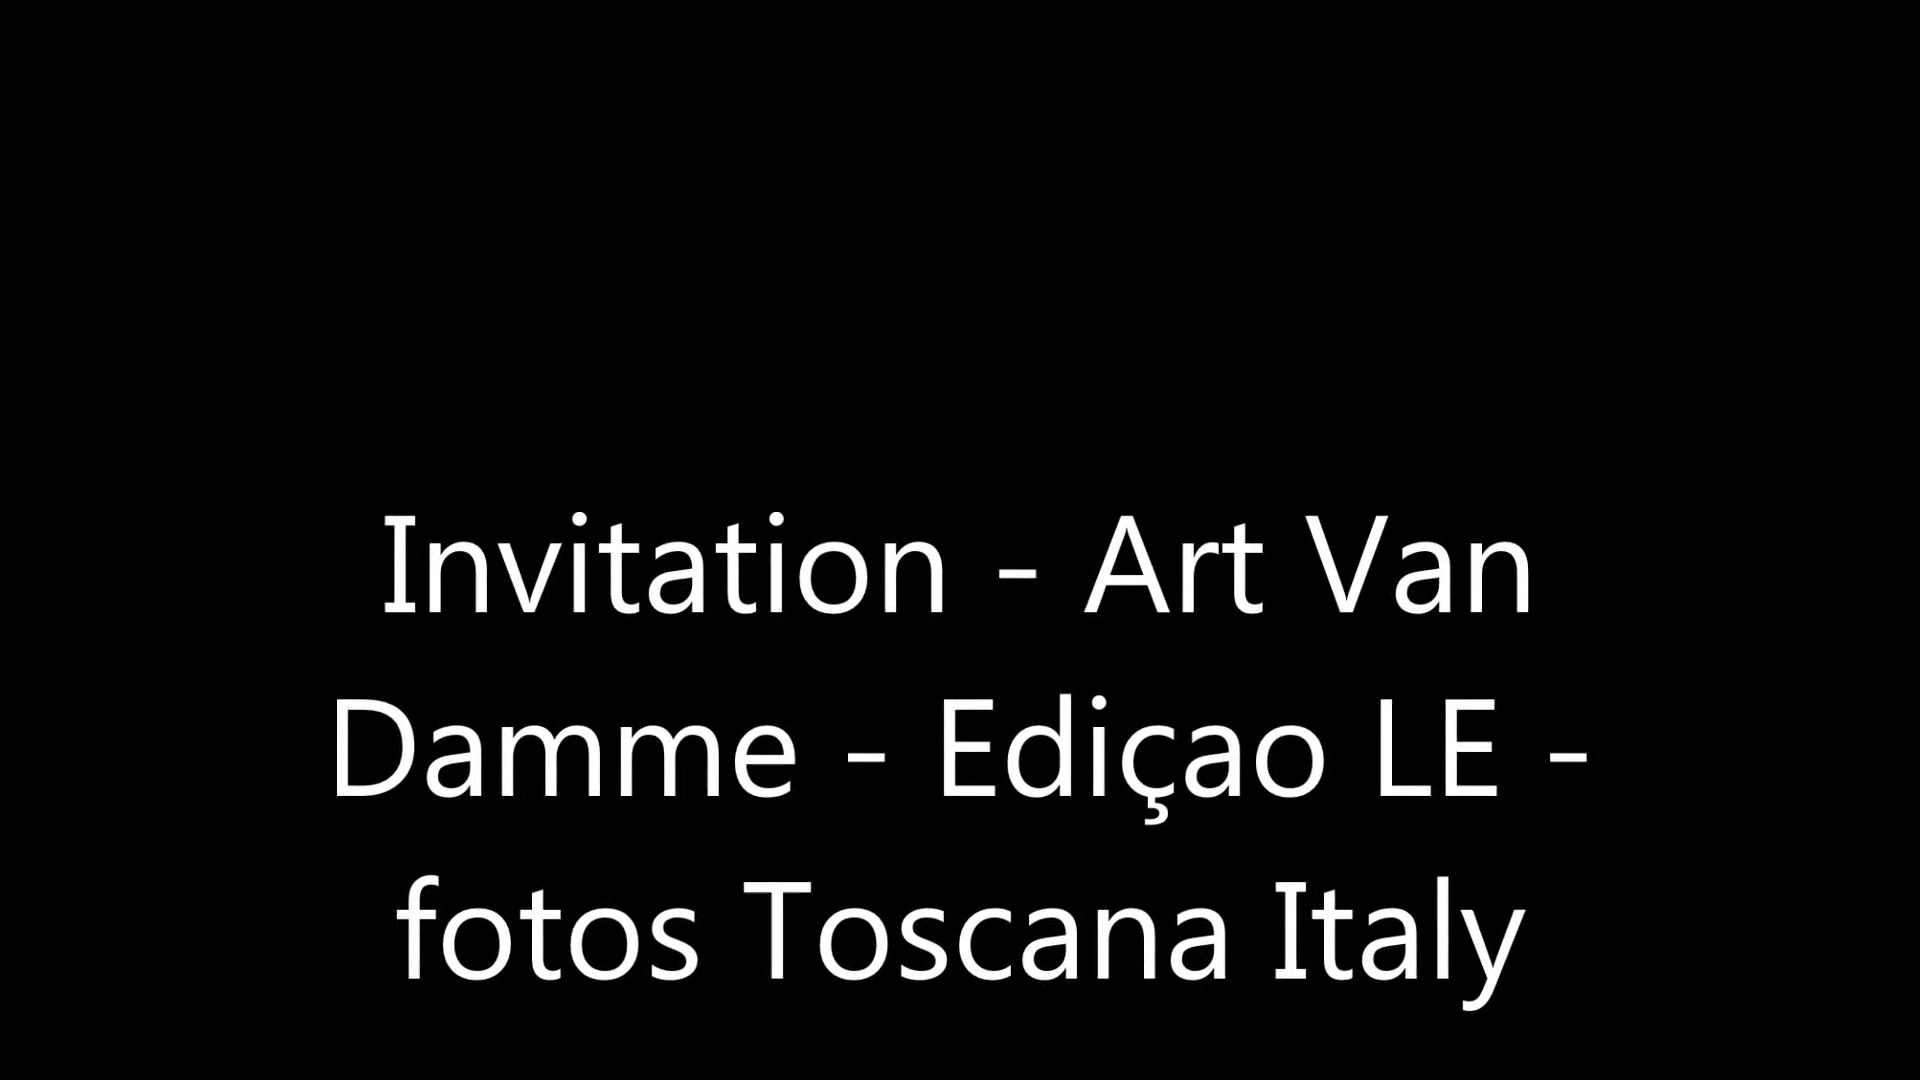 Invitation - Art Van
Damme - Ediçao LE -
fotos Toscana Italy